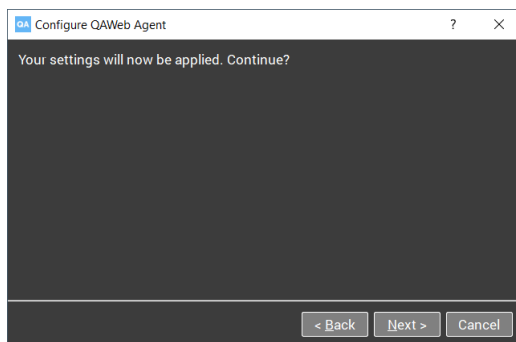 QA Configure QAWeb Agent ?
Your settings will now be applied. Continue?
< Back Next > Cancel